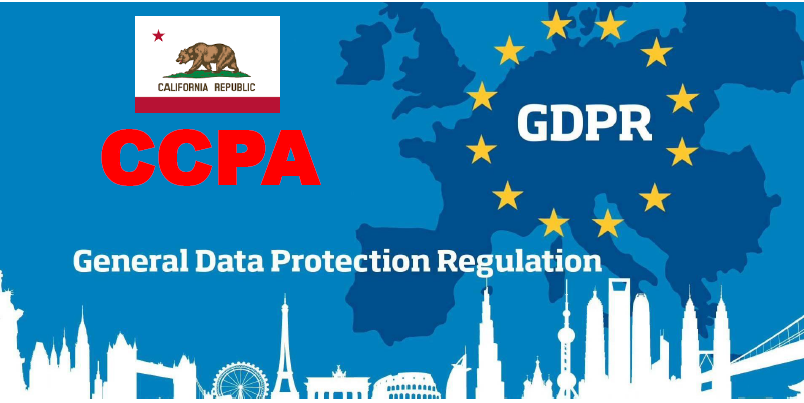 CALIFORNIA REPUBLIC
CCPA
GDPR
General Data Protection Regulation